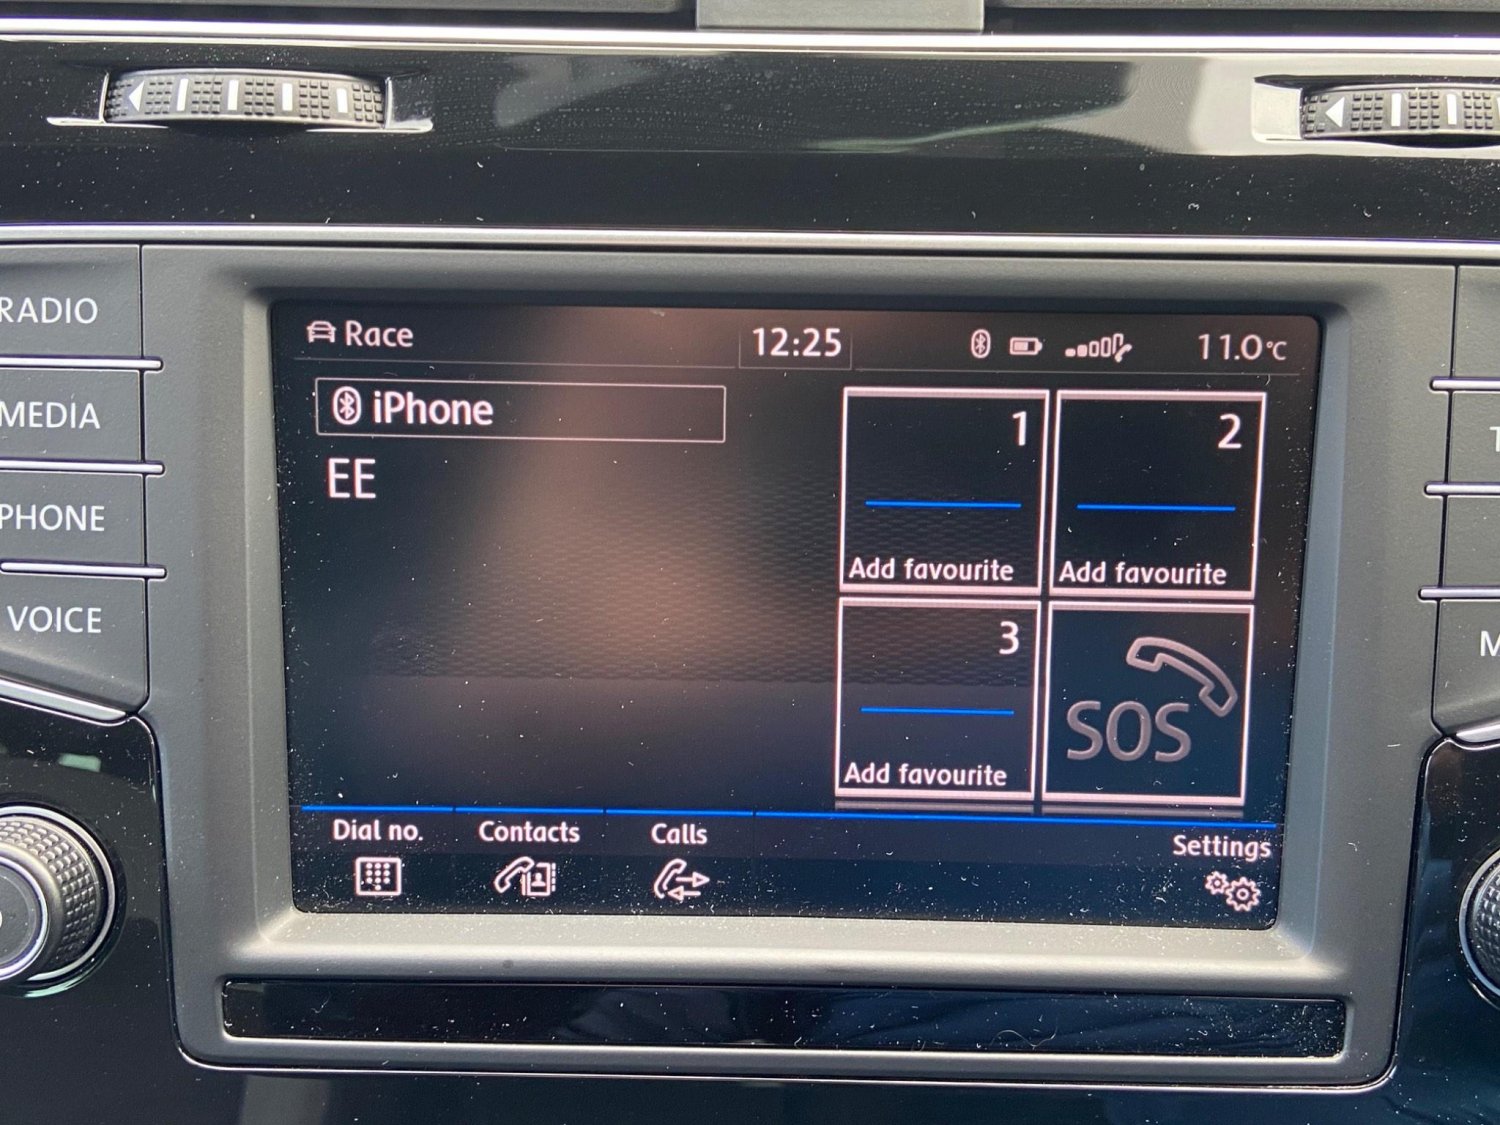 RADIO
MEDIA
PHONE
VOICE
Race
12:25
11.0°C
iPhone
EE
1
Add favourite
2
Add favourite
3
Add favourite
SOS
Dial no.
Contacts
Calls
Settings